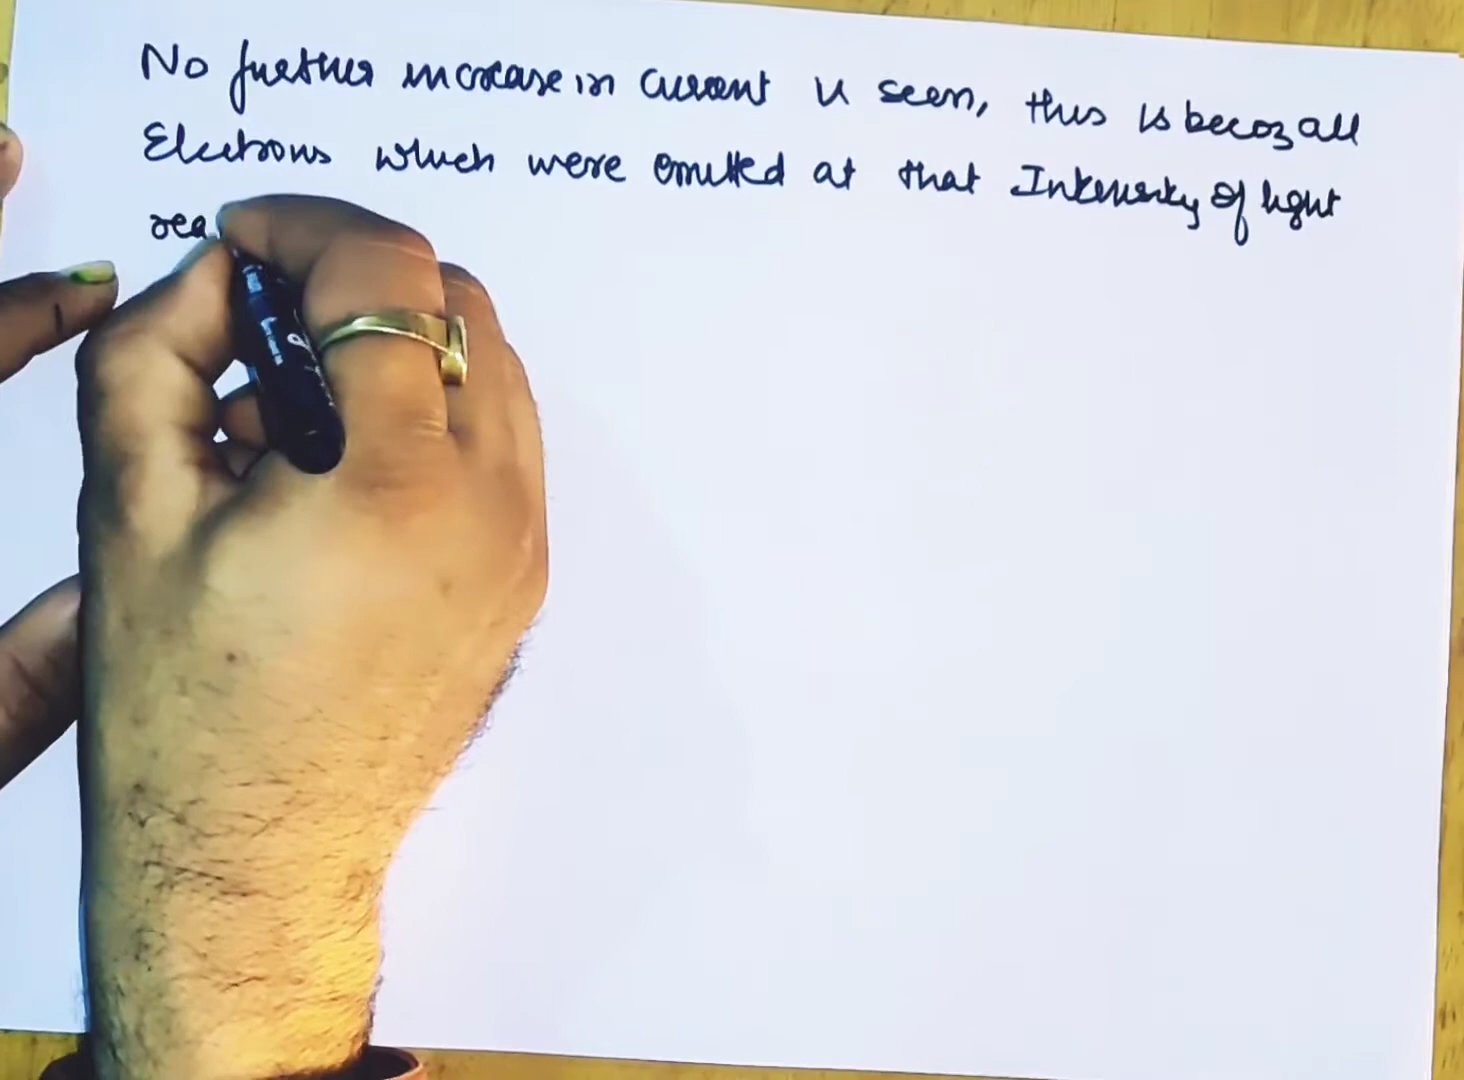 No further increase in Current is seen, this is becoz all
Electrons which were emitted at that Intensity of light
rea